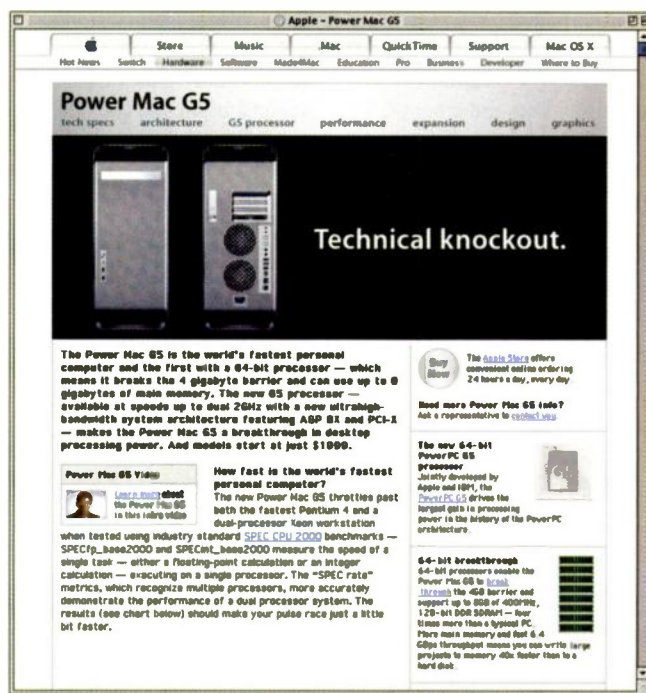 Apple – Power Mac G5
Store Music .Mac QuickTime Support Mac OS X
Hot News Switch Hardware Software Made4Mac Education Pro Business Developer Where to Buy
Power Mac G5
tech specs architecture G5 processor performance expansion design graphics
Technical knockout.
The Power Mac G5 is the world's fastest personal
computer and the first with a 64-bit processor — which
means it breaks the 4 gigabyte barrier and can use up to 8
gigabytes of main memory. The new G5 processor —
available at speeds up to dual 2GHz with a new ultrahigh-
bandwidth system architecture featuring AGP 8X and PCI-X
— makes the Power Mac G5 a breakthrough in desktop
processing power. And models start at just $1999.
Power Mac G5 Video
Learn more about
the Power Mac G5
in this intro video
How fast is the world's fastest
personal computer?
The new Power Mac G5 throttles past
both the fastest Pentium 4 and a
dual-processor Xeon workstation
when tested using industry standard SPEC CPU 2000 benchmarks —
SPECfp_base2000 and SPECint_base2000 measure the speed of a
single task — either a floating-point calculation or an integer
calculation — executing on a single processor. The "SPEC rate"
metrics, which recognize multiple processors, more accurately
demonstrate the performance of a dual processor system. The
results (see chart below) should make your pulse race just a little
bit faster.
Buy
Now
The Apple Store offers
convenient online ordering
24 hours a day, every day
Need more Power Mac G5 info?
Ask a representative to contact you.
The new 64-bit
PowerPC G5
processor
Jointly developed by
Apple and IBM, the
PowerPC G5 drives the
largest gain in processing
power in the history of the PowerPC
architecture.
64-bit breakthrough
64-bit processors enable the
Power Mac G5 to break
through the 4GB barrier and
support up to 8GB of 400MHz,
128-bit DDR SDRAM — four
times more than a typical PC.
More main memory and fast 6.4
GBps throughput means you can write large
projects to memory 40x faster than to a
hard disk.